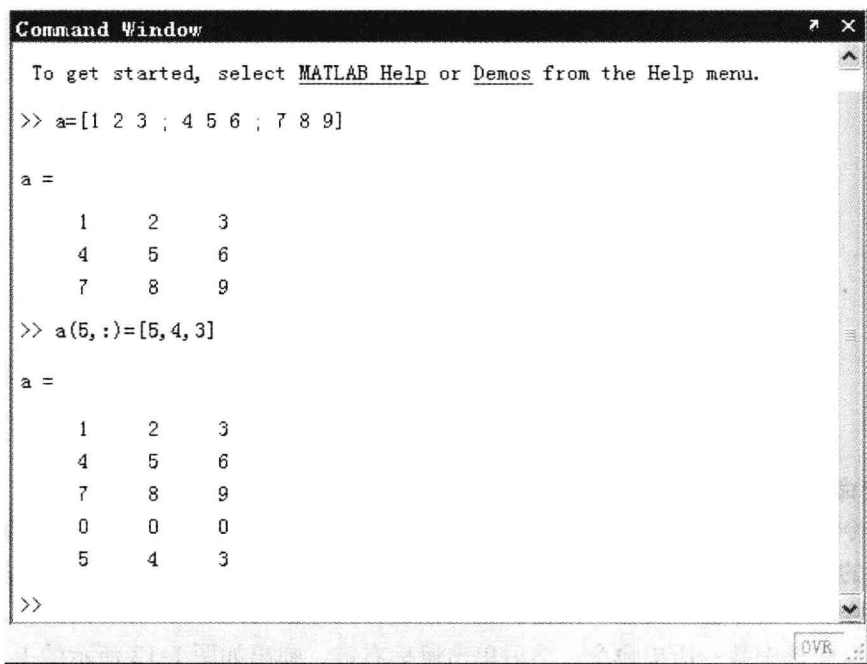 Command Window
To get started, select MATLAB Help or Demos from the Help menu.
>> a=[1 2 3 ; 4 5 6 ; 7 8 9]
a =
1 2 3
4 5 6
7 8 9
>> a(5,:)=[5,4,3]
a =
1 2 3
4 5 6
7 8 9
0 0 0
5 4 3
>>
OVR